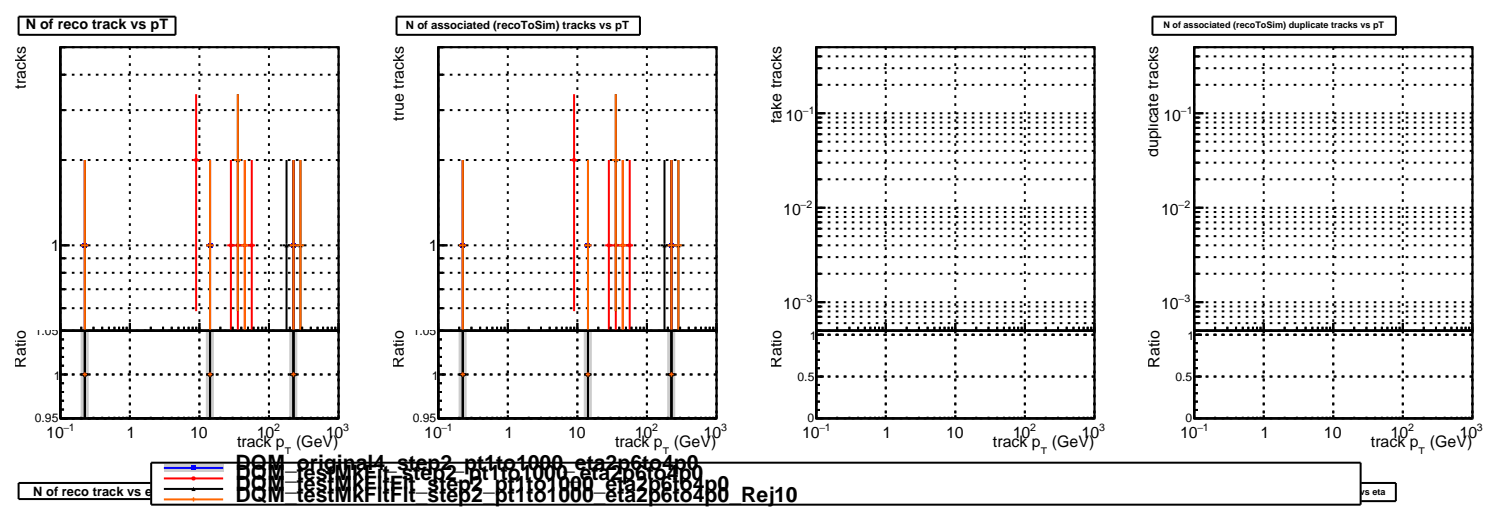 N of reco track vs pT
N of associated (recoToSim) tracks vs pT
N of associated (recoToSim) duplicate tracks vs pT
tracks
1
Ratio
1.05
1
0.95
10⁻¹ 1 10 10² 10³
track p_T (GeV)
true tracks
1
Ratio
1.05
1
0.95
10⁻¹ 1 10 10² 10³
track p_T (GeV)
fake tracks
10⁻¹
10⁻²
10⁻³
Ratio
1
0.5
0
10⁻¹ 1 10 10² 10³
track p_T (GeV)
duplicate tracks
10⁻¹
10⁻²
10⁻³
Ratio
1
0.5
0
10⁻¹ 1 10 10² 10³
track p_T (GeV)
DQM_original4_step2_pt1to1000_eta2p6to4p0
DQM_testMkFit_step2_pt1to1000_eta2p6to4p0
DQM_testMkFitFit_step2_pt1to1000_eta2p6to4p0
DQM_testMkFitFit_step2_pt1to1000_eta2p6to4p0_Rej10
N of reco track vs e
vs eta